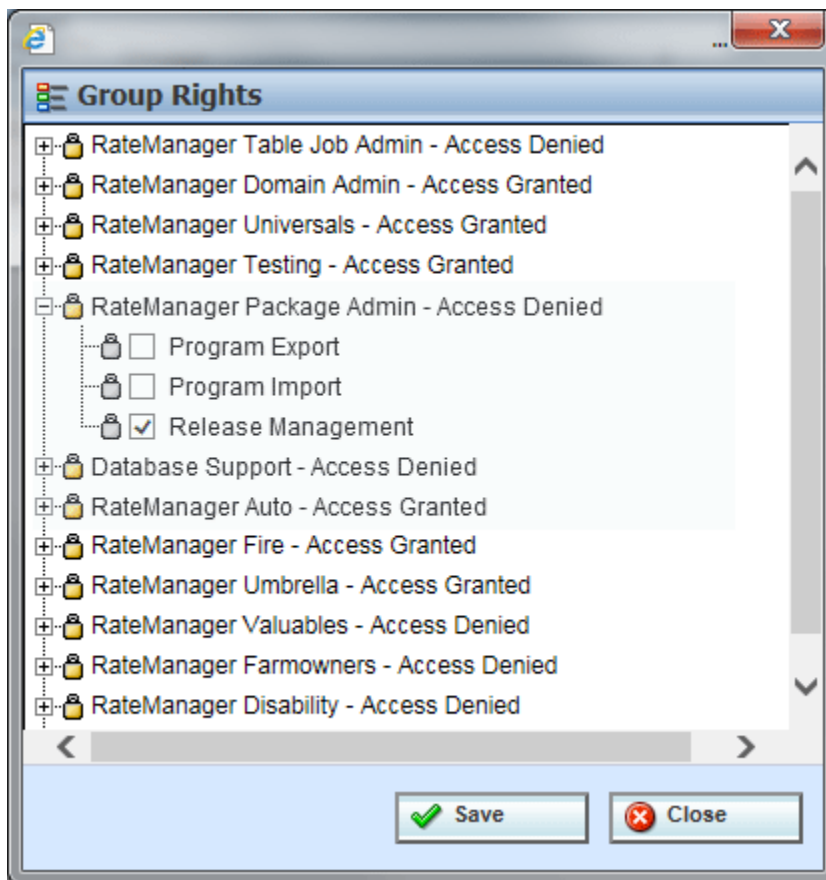 ...
Group Rights
RateManager Table Job Admin - Access Denied
RateManager Domain Admin - Access Granted
RateManager Universals - Access Granted
RateManager Testing - Access Granted
RateManager Package Admin - Access Denied
Program Export
Program Import
Release Management
Database Support - Access Denied
RateManager Auto - Access Granted
RateManager Fire - Access Granted
RateManager Umbrella - Access Granted
RateManager Valuables - Access Denied
RateManager Farmowners - Access Denied
RateManager Disability - Access Denied
Save Close